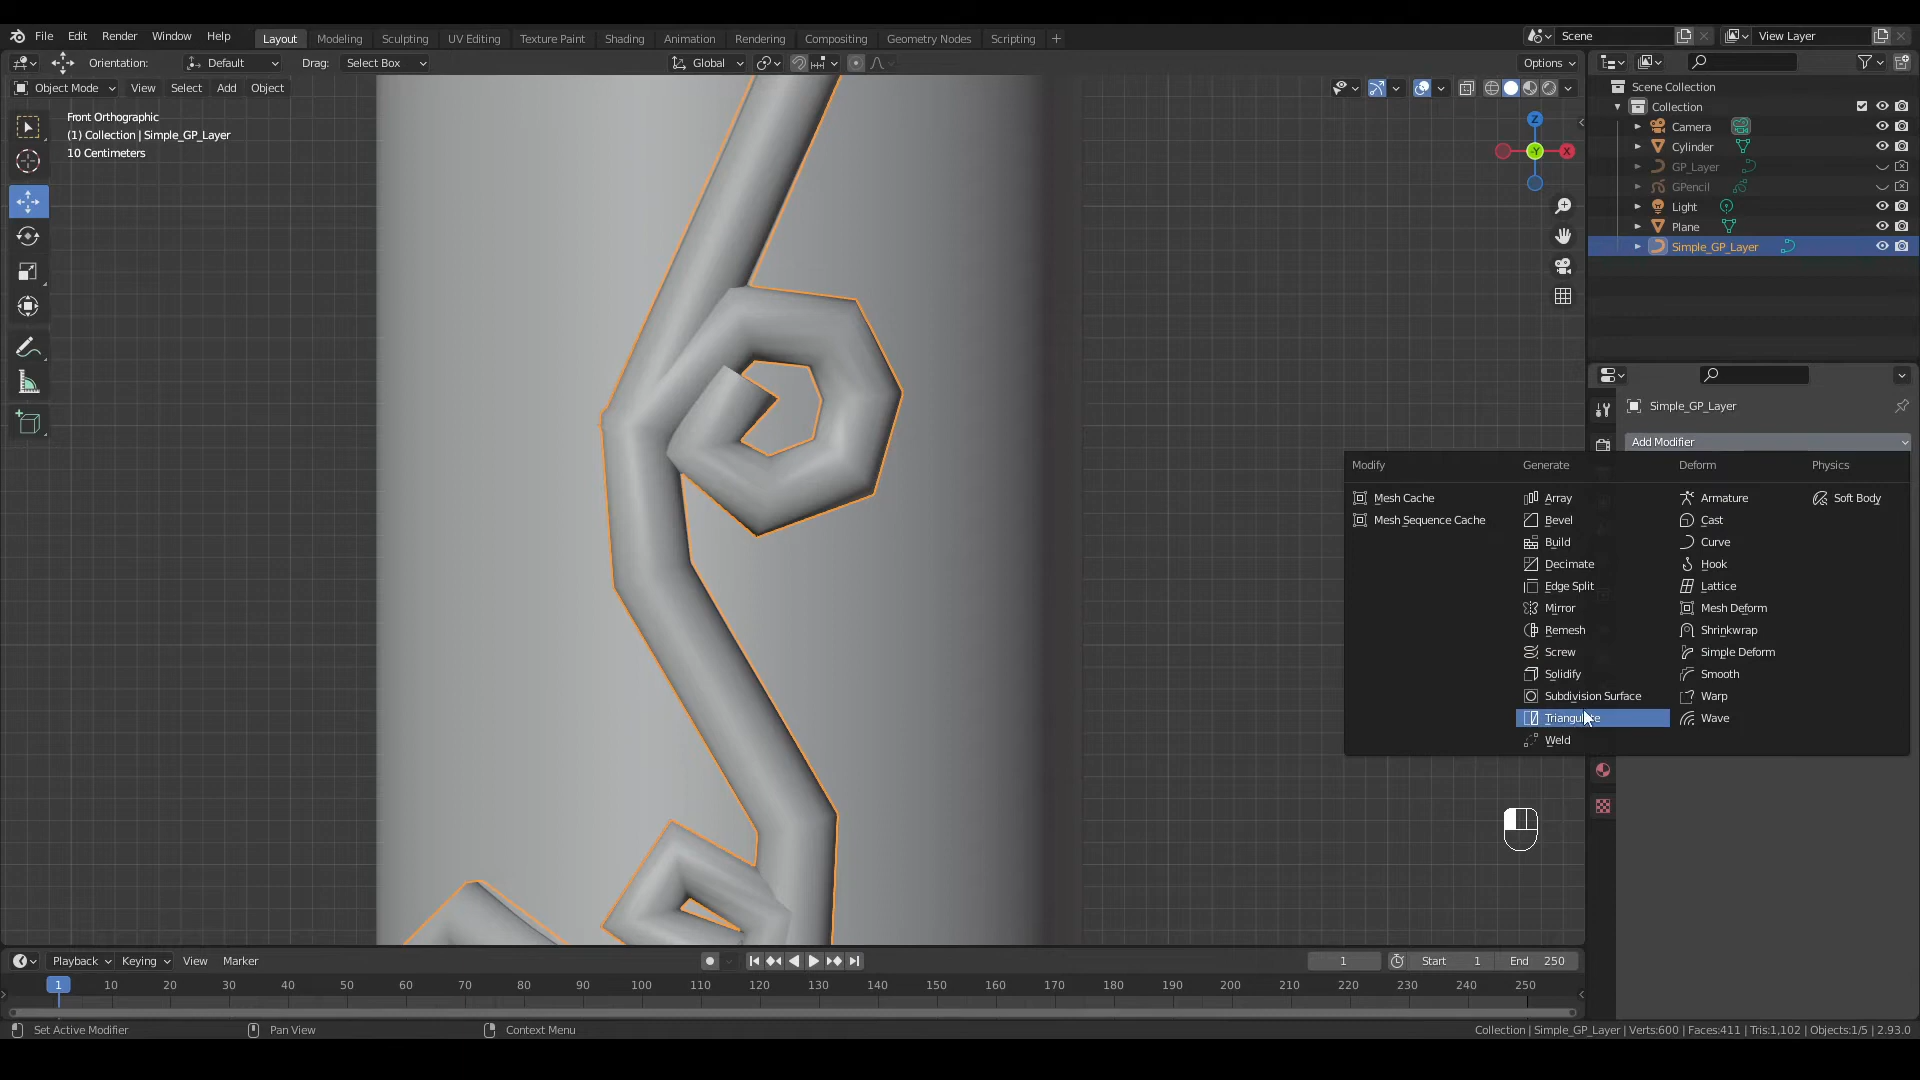 File Edit Render Window Help Layout Modeling Sculpting UV Editing Texture Paint Shading Animation Rendering Compositing Geometry Nodes Scripting + Scene View Layer
Orientation: Default Drag: Select Box Global Options
Object Mode View Select Add Object
Front Orthographic
(1) Collection | Simple_GP_Layer
10 Centimeters
Z
-Y
X
Scene Collection
Collection
Camera
Cylinder
GP_Layer
GPencil
Light
Plane
Simple_GP_Layer
Simple_GP_Layer
Add Modifier
Modify Generate Deform Physics
Mesh Cache Array Armature Soft Body
Mesh Sequence Cache Bevel Cast
Build Curve
Decimate Hook
Edge Split Lattice
Mirror Mesh Deform
Remesh Shrinkwrap
Screw Simple Deform
Solidify Smooth
Subdivision Surface Warp
Triangulate Wave
Weld
Playback Keying View Marker 1 Start 1 End 250
1 10 20 30 40 50 60 70 80 90 100 110 120 130 140 150 160 170 180 190 200 210 220 230 240 250
Set Active Modifier Pan View Context Menu Collection | Simple_GP_Layer | Verts:600 | Faces:411 | Tris:1,102 | Objects:1/5 | 2.93.0